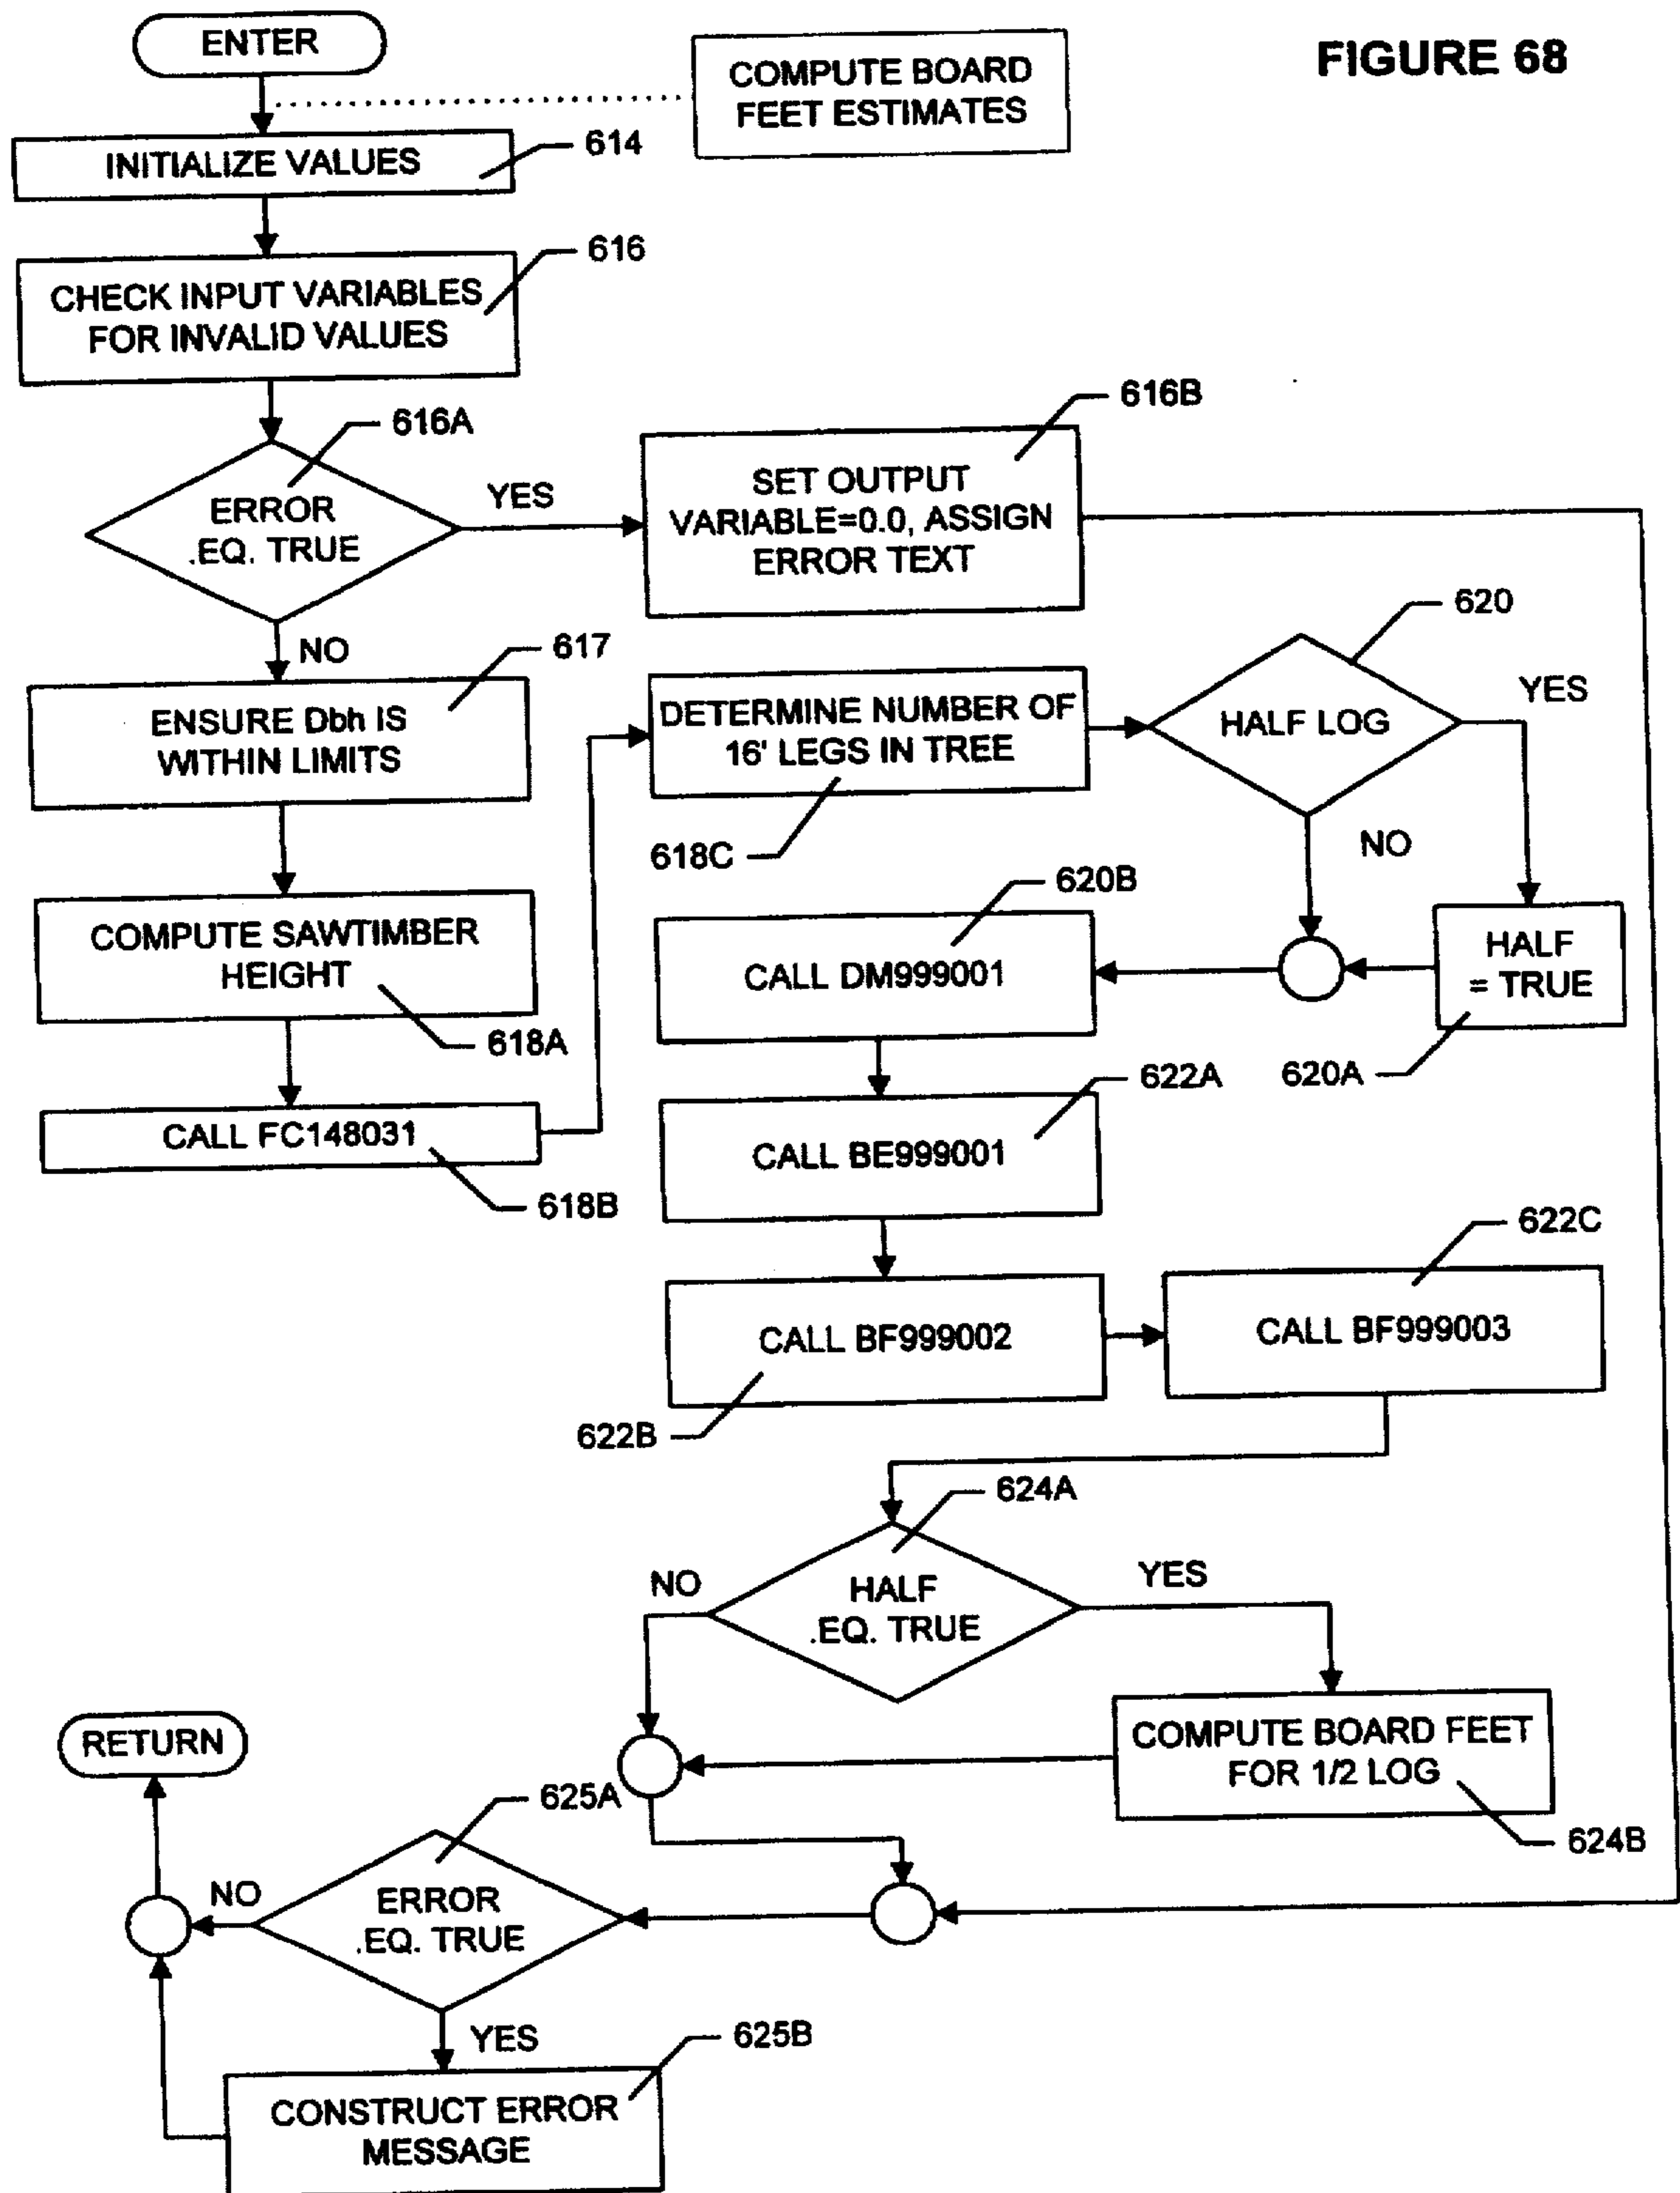 FIGURE 68
ENTER
COMPUTE BOARD
FEET ESTIMATES
INITIALIZE VALUES
614
CHECK INPUT VARIABLES
FOR INVALID VALUES
616
616A
ERROR
.EQ. TRUE
YES
NO
616B
SET OUTPUT
VARIABLE=0.0, ASSIGN
ERROR TEXT
617
ENSURE Dbh IS
WITHIN LIMITS
COMPUTE SAWTIMBER
HEIGHT
618A
CALL FC148031
618B
DETERMINE NUMBER OF
16' LEGS IN TREE
618C
620
HALF LOG
YES
NO
HALF
= TRUE
620A
620B
CALL DM999001
622A
CALL BE999001
CALL BF999002
622B
622C
CALL BF999003
624A
HALF
.EQ. TRUE
NO
YES
COMPUTE BOARD FEET
FOR 1/2 LOG
624B
RETURN
625A
ERROR
.EQ. TRUE
NO
YES
625B
CONSTRUCT ERROR
MESSAGE